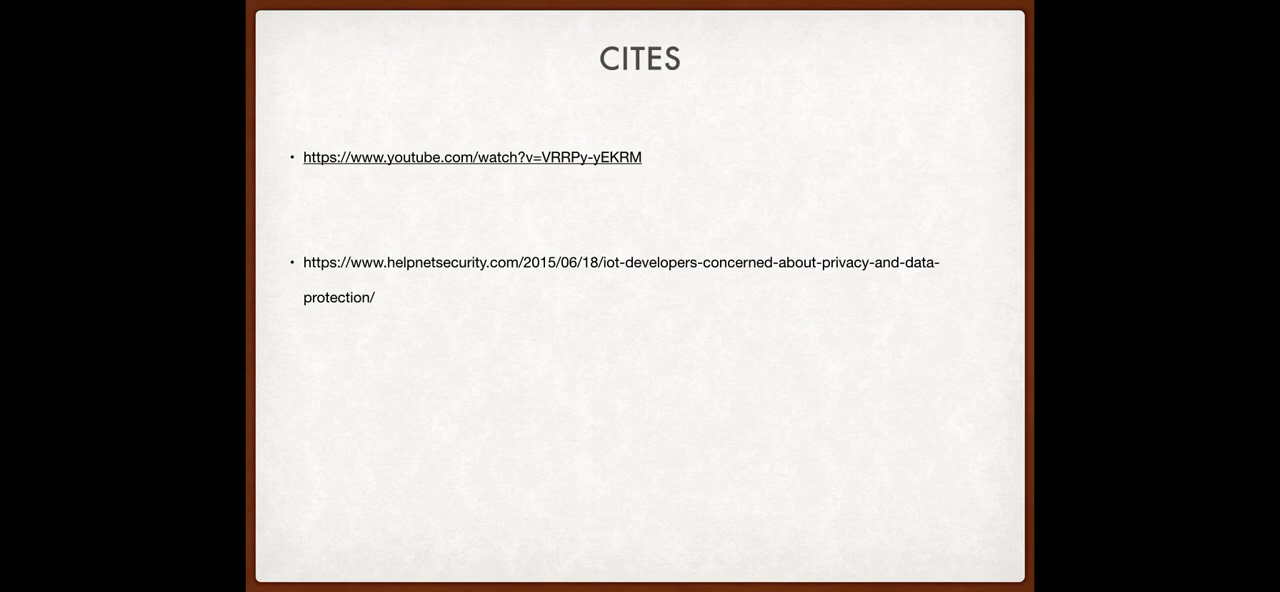 CITES
• https://www.youtube.com/watch?v=VRRPy-yEKRM
• https://www.helpnetsecurity.com/2015/06/18/iot-developers-concerned-about-privacy-and-data-
protection/